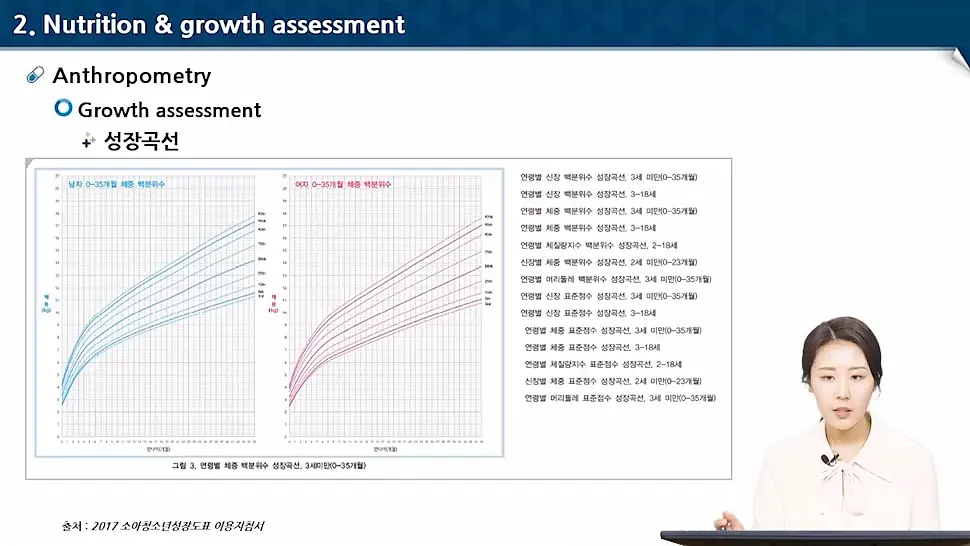 2. Nutrition & growth assessment
Anthropometry
Growth assessment
성장곡선
남자 0-35개월 체중 백분위수
여자 0-35개월 체중 백분위수
체중(kg)
체중(kg)
만나이(개월)
만나이(개월)
그림 3. 연령별 체중 백분위수 성장곡선, 3세미만(0-35개월)
연령별 신장 백분위수 성장곡선, 3세 미만(0-35개월)
연령별 신장 백분위수 성장곡선, 3-18세
연령별 체중 백분위수 성장곡선, 3세 미만(0-35개월)
연령별 체중 백분위수 성장곡선, 3-18세
연령별 체질량지수 백분위수 성장곡선, 2-18세
신장별 체중 백분위수 성장곡선, 2세 미만(0-23개월)
연령별 머리둘레 백분위수 성장곡선, 3세 미만(0-35개월)
연령별 신장 표준점수 성장곡선, 3세 미만(0-35개월)
연령별 신장 표준점수 성장곡선, 3-18세
연령별 체중 표준점수 성장곡선, 3세 미만(0-35개월)
연령별 체중 표준점수 성장곡선, 3-18세
연령별 체질량지수 표준점수 성장곡선, 2-18세
신장별 체중 표준점수 성장곡선, 2세 미만(0-23개월)
연령별 머리둘레 표준점수 성장곡선, 3세 미만(0-35개월)
출처 : 2017 소아청소년성장도표 이용지침서